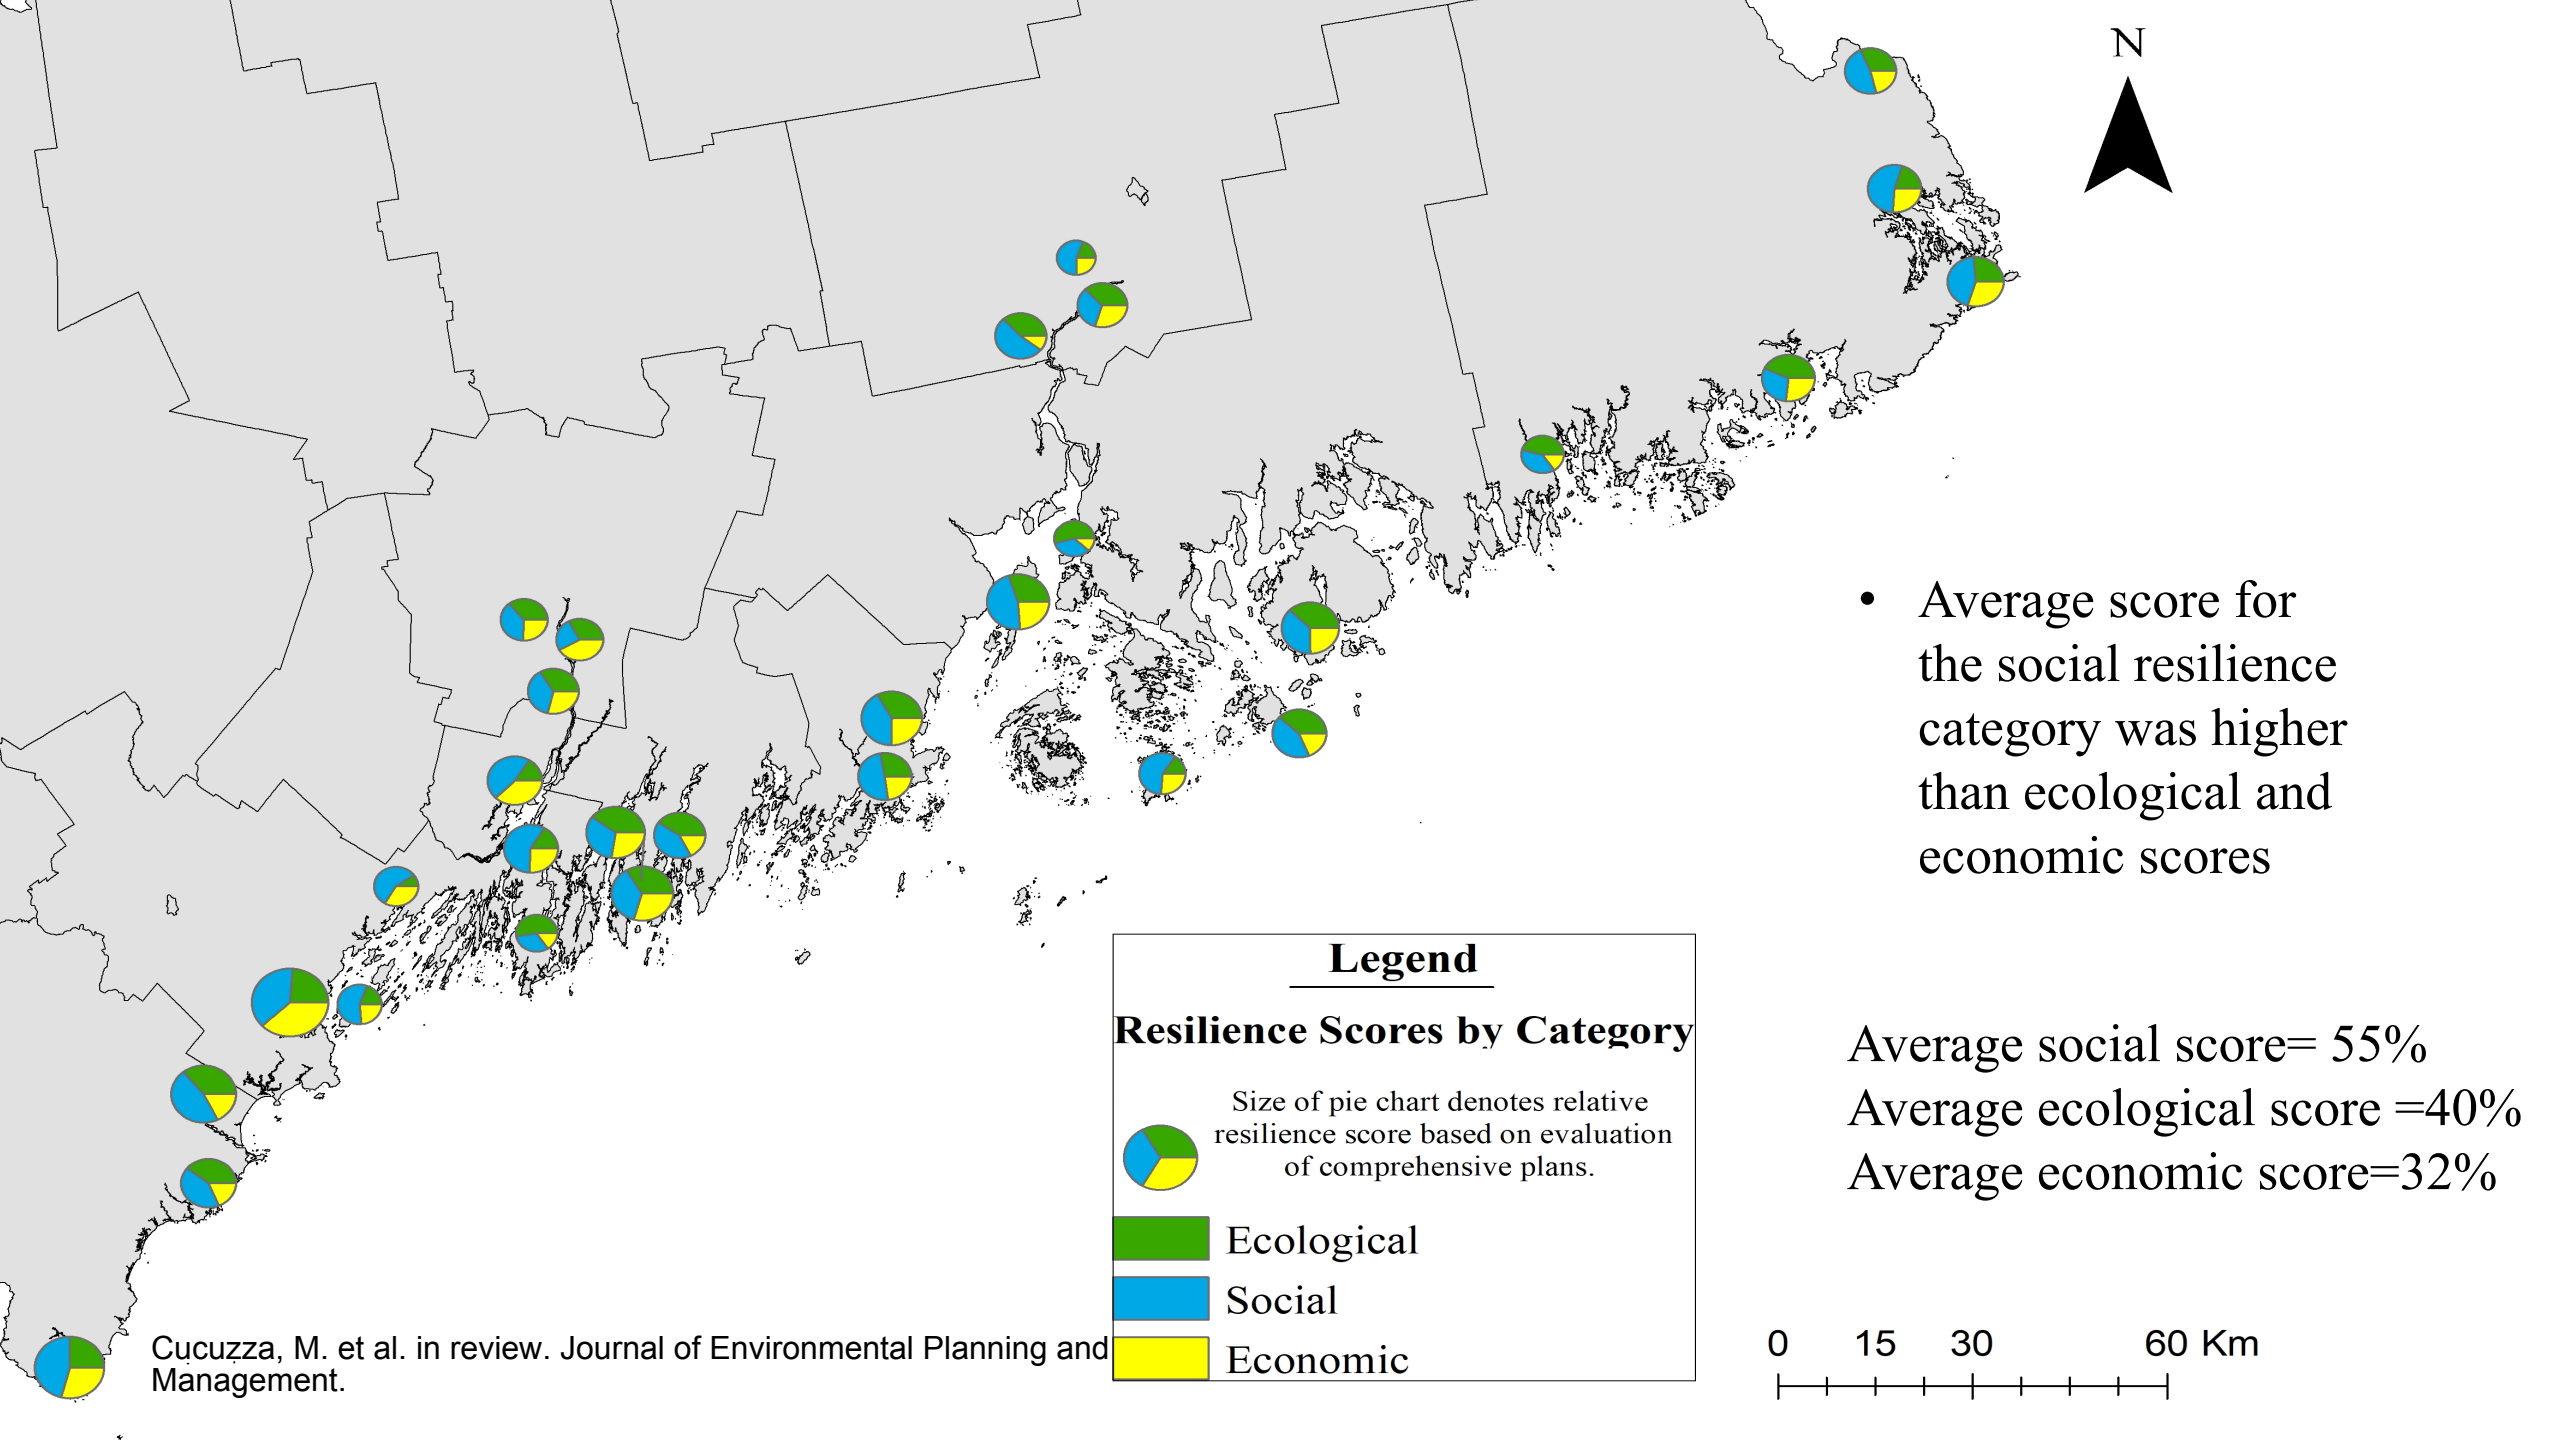 N
• Average score for
the social resilience
category was higher
than ecological and
economic scores
Legend
Resilience Scores by Category
Size of pie chart denotes relative
resilience score based on evaluation
of comprehensive plans.
Ecological
Social
Economic
Average social score= 55%
Average ecological score =40%
Average economic score=32%
0 15 30 60 Km
Cucuzza, M. et al. in review. Journal of Environmental Planning and
Management.